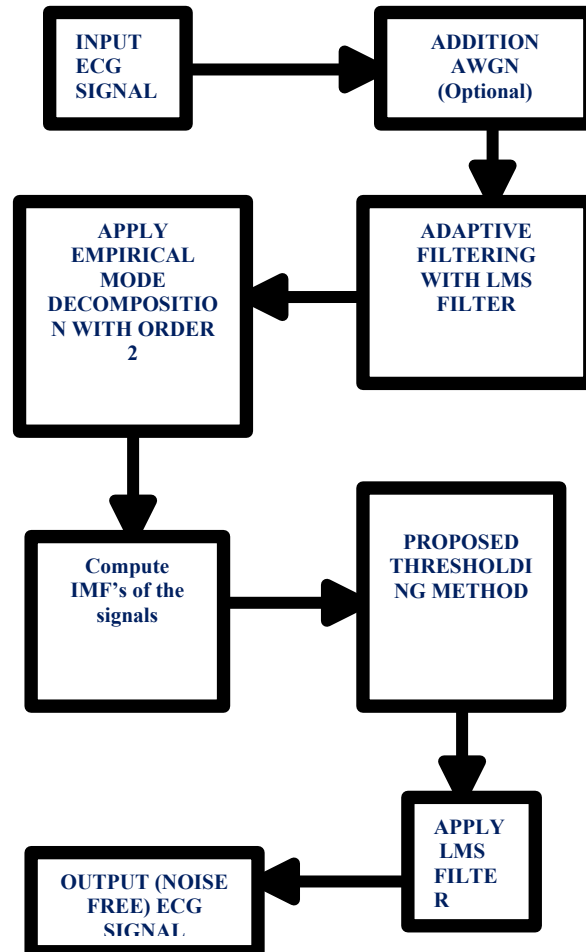 INPUT
ECG
SIGNAL
ADDITION
AWGN
(Optional)
ADAPTIVE
FILTERING
WITH LMS
FILTER
APPLY
EMPIRICAL
MODE
DECOMPOSITIO
N WITH ORDER
2
Compute
IMF's of the
signals
PROPOSED
THRESHOLDI
NG METHOD
APPLY
LMS
FILTE
R
OUTPUT (NOISE
FREE) ECG
SIGNAL